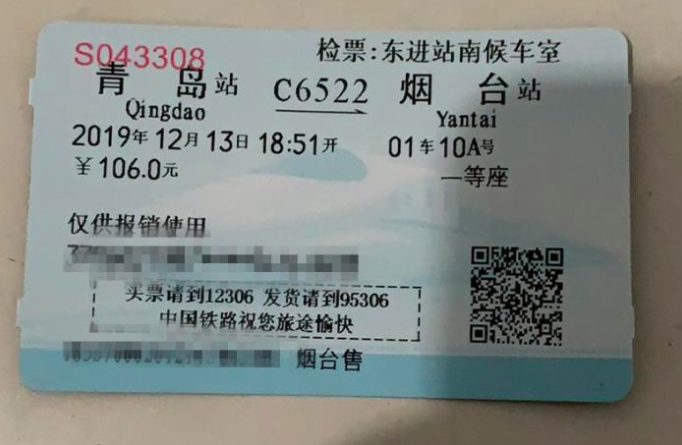 S043308 检票:东进站南候车室
青岛站 C6522 烟台站
Qingdao Yantai
2019年12月13日18:51开 01车10A号
￥106.0元 一等座
仅供报销使用
买票请到12306 发货请到95306
中国铁路祝您旅途愉快
烟台售